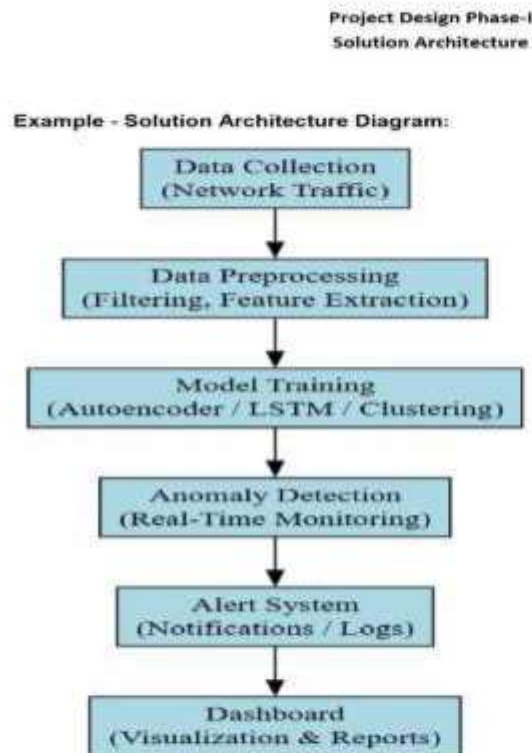 Project Design Phase-I
Solution Architecture
Example - Solution Architecture Diagram:
Data Collection
(Network Traffic)
Data Preprocessing
(Filtering, Feature Extraction)
Model Training
(Autoencoder / LSTM / Clustering)
Anomaly Detection
(Real-Time Monitoring)
Alert System
(Notifications / Logs)
Dashboard
(Visualization & Reports)